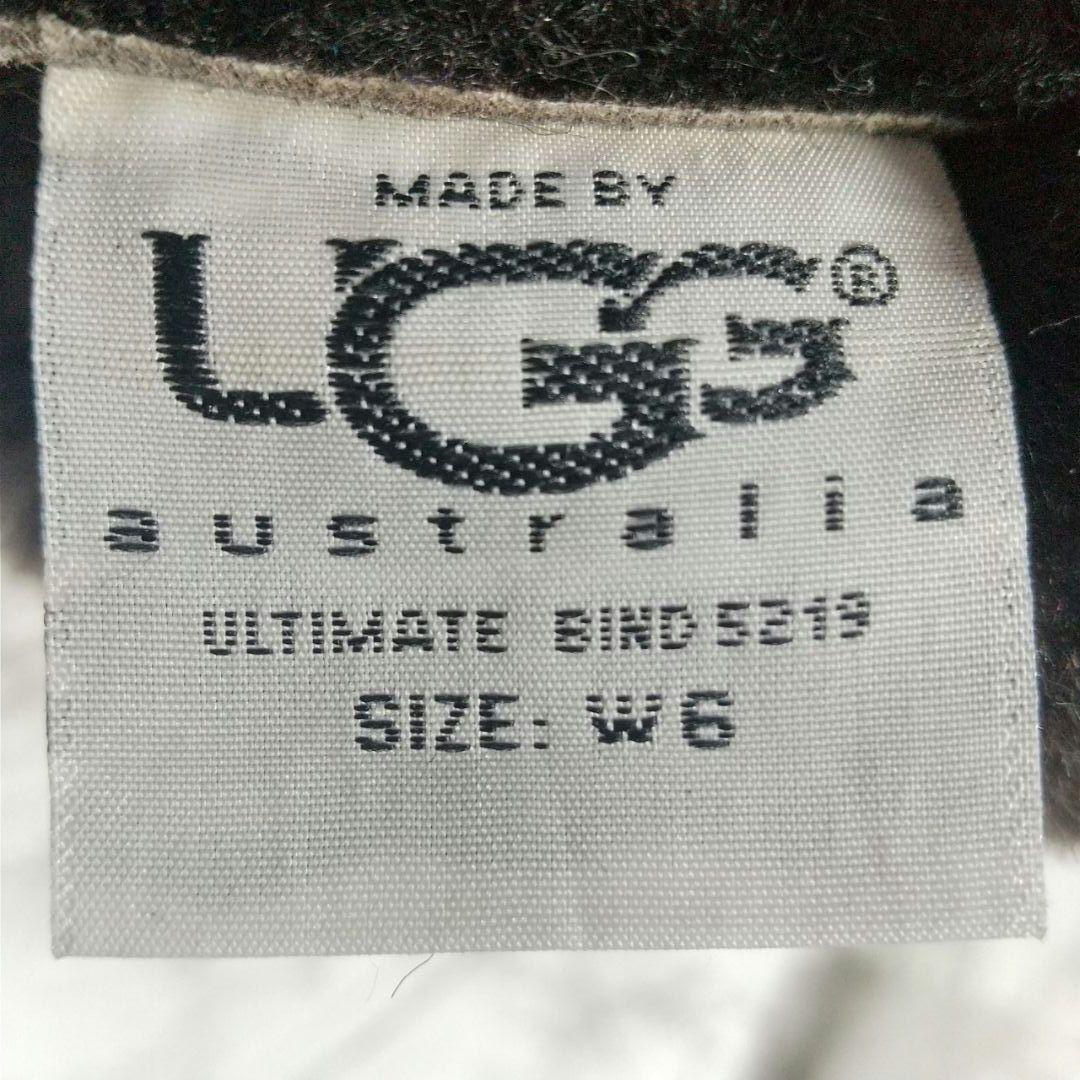 MADE BY
UGG®
australia
ULTIMATE BIND 5219
SIZE: W6